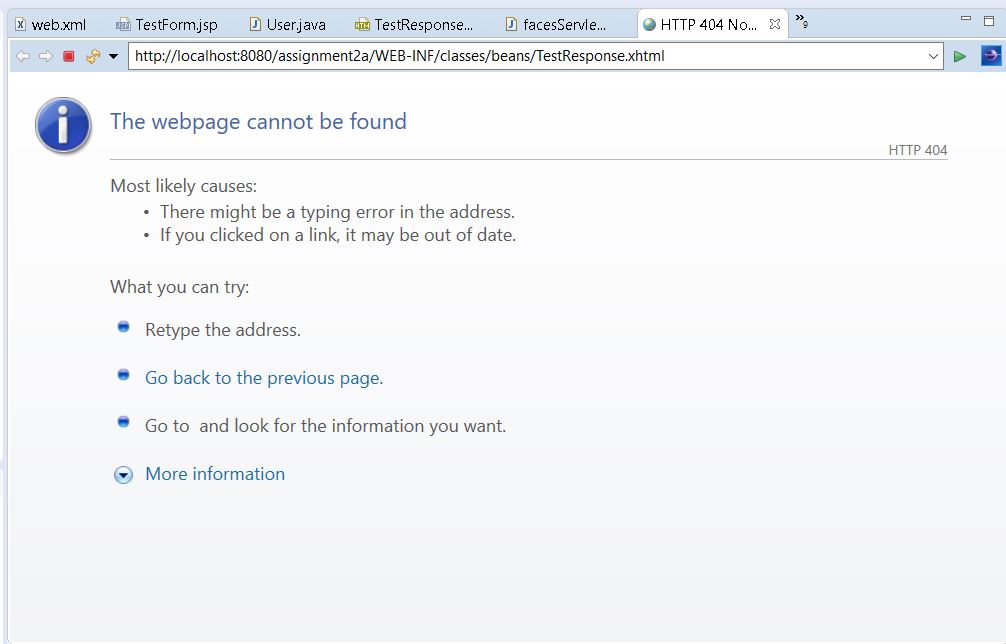 web.xml TestForm.jsp User.java TestResponse... facesServle... HTTP 404 No... »9
http://localhost:8080/assignment2a/WEB-INF/classes/beans/TestResponse.xhtml
The webpage cannot be found
HTTP 404
Most likely causes:
• There might be a typing error in the address.
• If you clicked on a link, it may be out of date.
What you can try:
Retype the address.
Go back to the previous page.
Go to  and look for the information you want.
More information